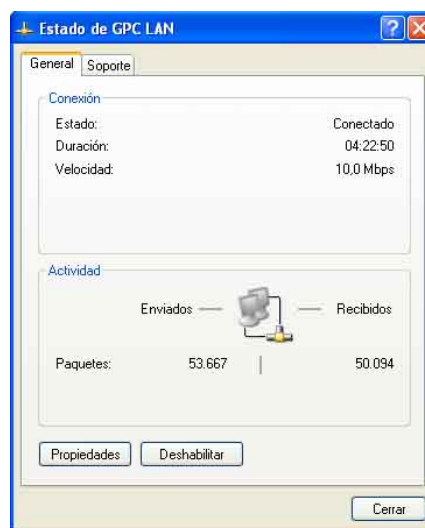 Estado de GPC LAN
General Soporte
Conexión
Estado: Conectado
Duración: 04:22:50
Velocidad: 10,0 Mbps
Actividad
Enviados Recibidos
Paquetes: 53.667 50.094
Propiedades Deshabilitar
Cerrar